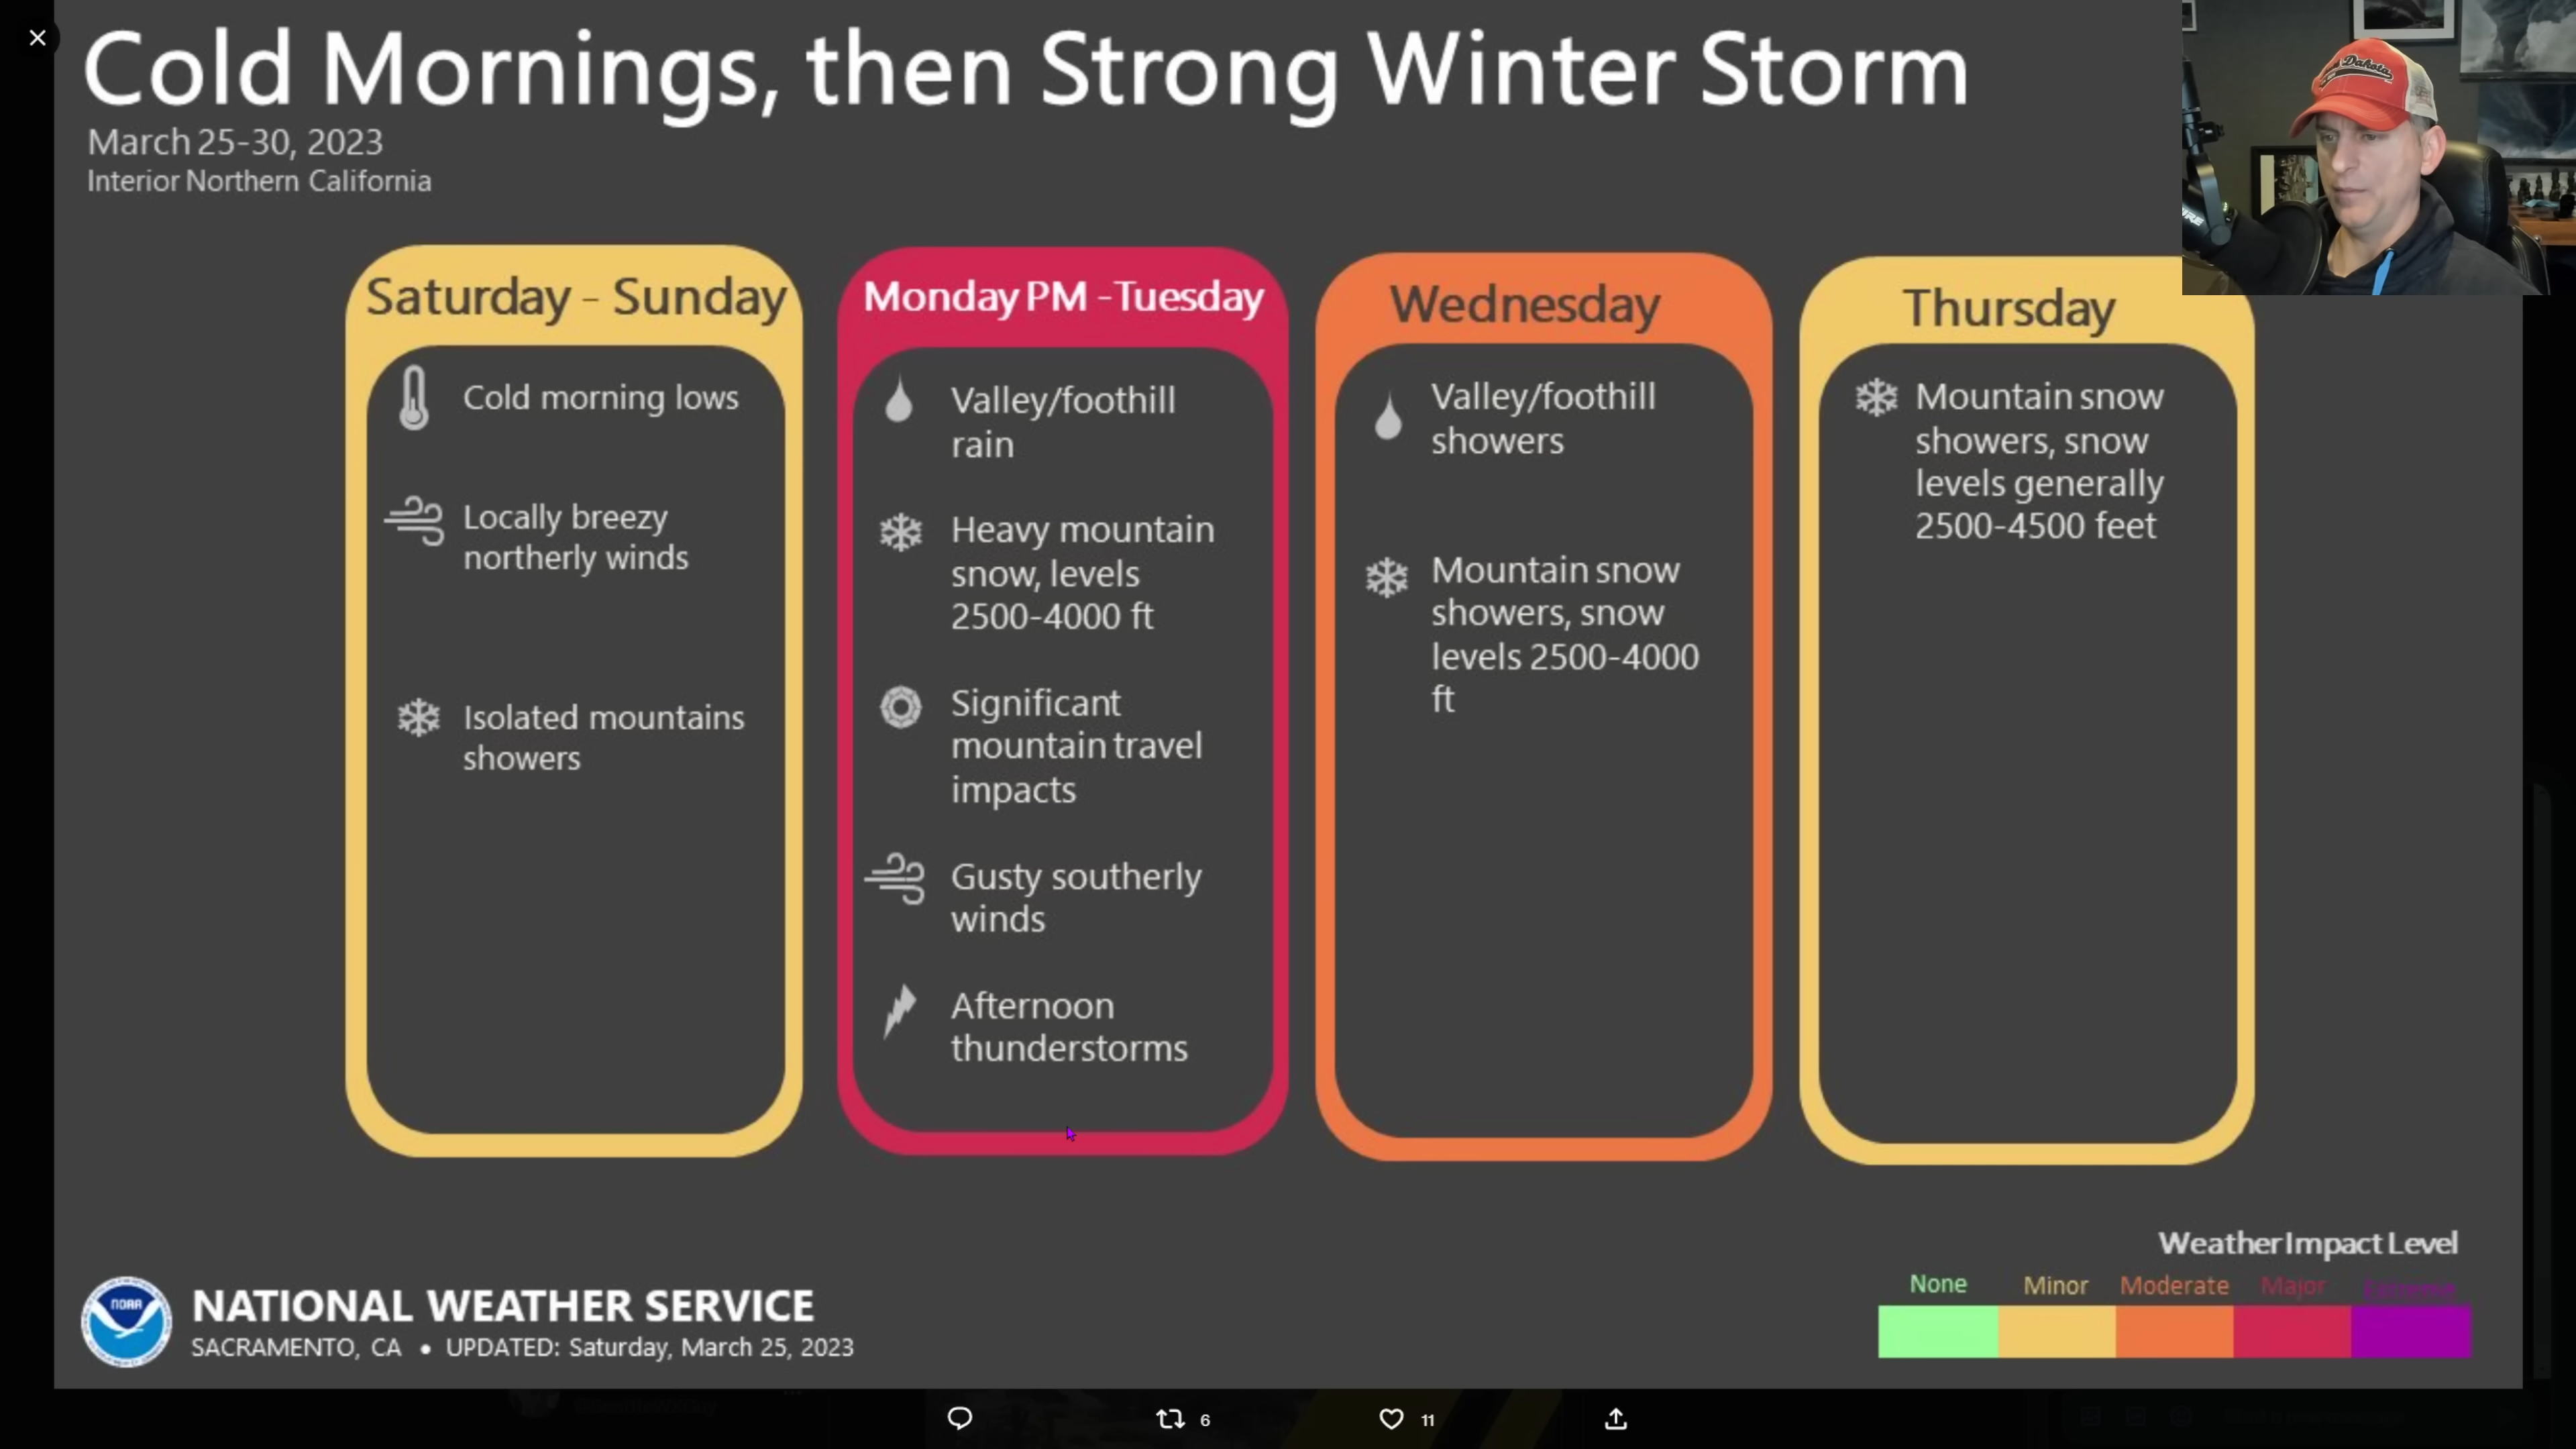 Cold Mornings, then Strong Winter Storm
March 25-30, 2023
Interior Northern California
Saturday - Sunday
Cold morning lows
Locally breezy
northerly winds
Isolated mountains
showers
Monday PM -Tuesday
Valley/foothill
rain
Heavy mountain
snow, levels
2500-4000 ft
Significant
mountain travel
impacts
Gusty southerly
winds
Afternoon
thunderstorms
Wednesday
Valley/foothill
showers
Mountain snow
showers, snow
levels 2500-4000
ft
Thursday
Mountain snow
showers, snow
levels generally
2500-4500 feet
Weather Impact Level
None Minor Moderate Major Extreme
NOAA
NATIONAL WEATHER SERVICE
SACRAMENTO, CA • UPDATED: Saturday, March 25, 2023
6
11
Dakota